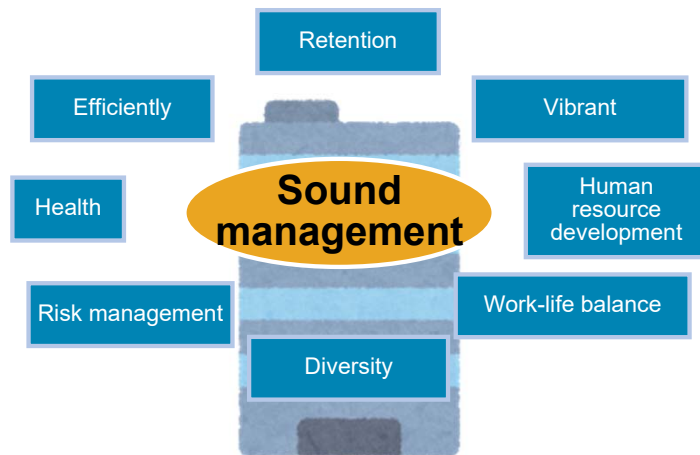 Retention
Efficiently
Vibrant
Sound
management
Health
Human
resource
development
Risk management
Work-life balance
Diversity